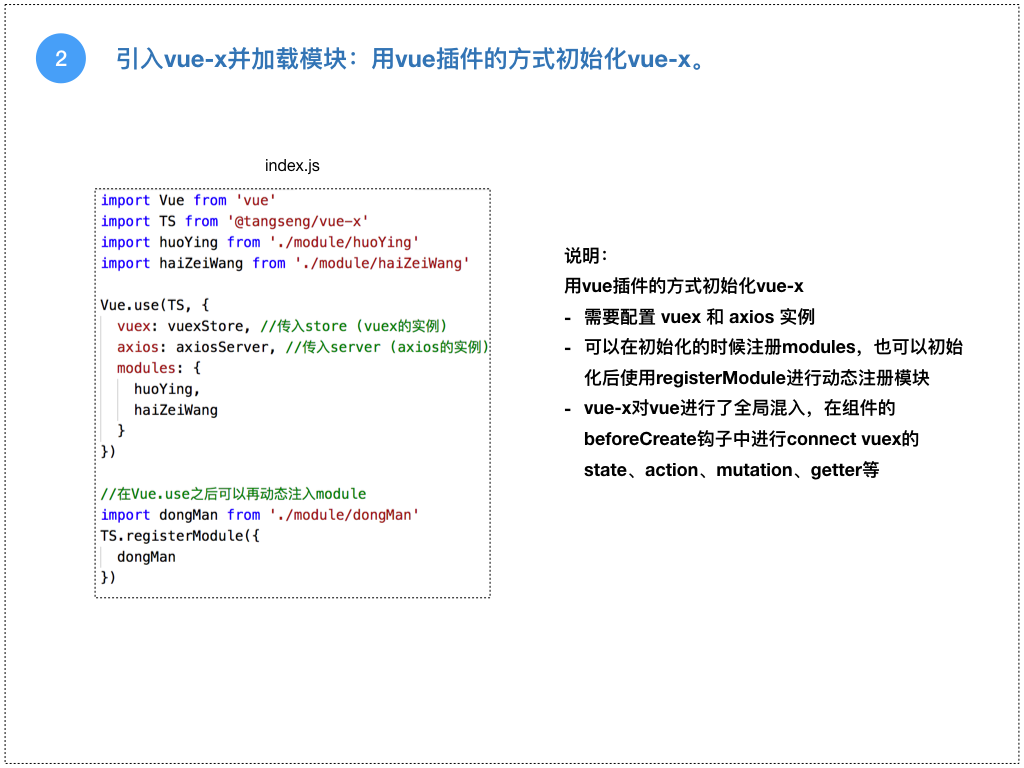 2
引入vue-x并加载模块：用vue插件的方式初始化vue-x。
index.js
import Vue from 'vue'
import TS from '@tangseng/vue-x'
import huoYing from './module/huoYing'
import haiZeiWang from './module/haiZeiWang'
Vue.use(TS, {
vuex: vuexStore, //传入store (vuex的实例)
axios: axiosServer, //传入server (axios的实例)
modules: {
huoYing,
haiZeiWang
}
})
//在Vue.use之后可以再动态注入module
import dongMan from './module/dongMan'
TS.registerModule({
dongMan
})
说明：
用vue插件的方式初始化vue-x
- 需要配置 vuex 和 axios 实例
- 可以在初始化的时候注册modules，也可以初始
化后使用registerModule进行动态注册模块
- vue-x对vue进行了全局混入，在组件的
beforeCreate钩子中进行connect vuex的
state、action、mutation、getter等